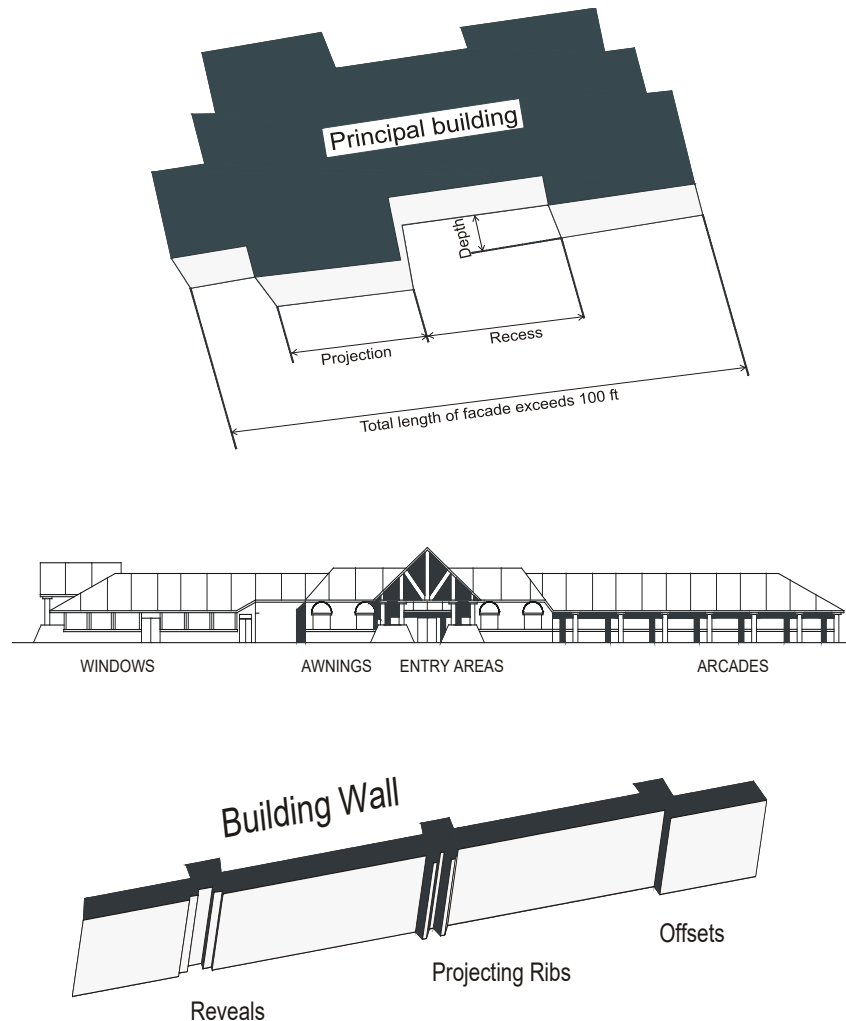 Principal building
Depth
Projection
Recess
Total length of facade exceeds 100 ft
WINDOWS AWNINGS ENTRY AREAS ARCADES
Building Wall
Offsets
Projecting Ribs
Reveals